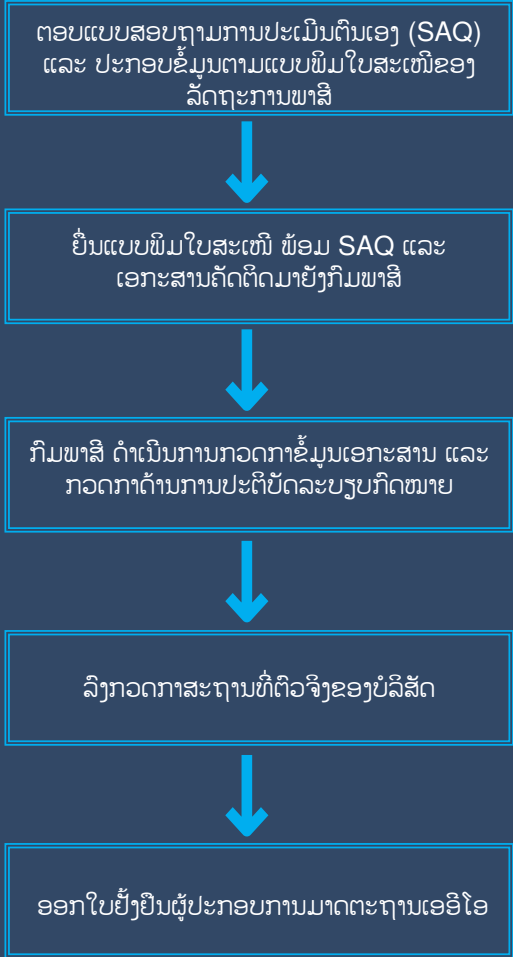 ຕອບແບບສອບຖາມການປະເມີນຕົນເອງ (SAQ)
ແລະ ປະກອບຂໍ້ມູນຕາມແບບພິມໃບສະເໜີຂອງ
ລັດຖະການພາສີ
ຍື່ນແບບພິມໃບສະເໜີ ພ້ອມ SAQ ແລະ
ເອກະສານຄັດຕິດມາຍັງກົມພາສີ
ກົມພາສີ ດຳເນີນການກວດກາຂໍ້ມູນເອກະສານ ແລະ
ກວດກາດ້ານການປະຕິບັດລະບຽບກົດໝາຍ
ລົງກວດກາສະຖານທີ່ຕົວຈິງຂອງບໍລິສັດ
ອອກໃບຢັ້ງຢືນຜູ້ປະກອບການມາດຕະຖານເອອີໂອ